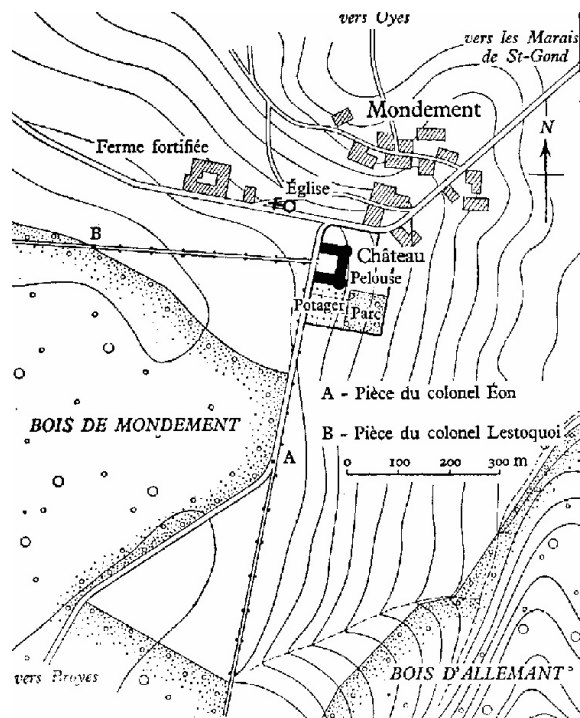 vers Oyes
vers les Marais
de St-Gond
Mondement
N
Ferme fortifiée
Église
B
Château
Pelouse
Potager
Parc
A - Pièce du colonel Éon
BOIS DE MONDEMENT
B - Pièce du colonel Lestoquoi
A
0 100 200 300 m
vers Broyes
BOIS D'ALLEMANT